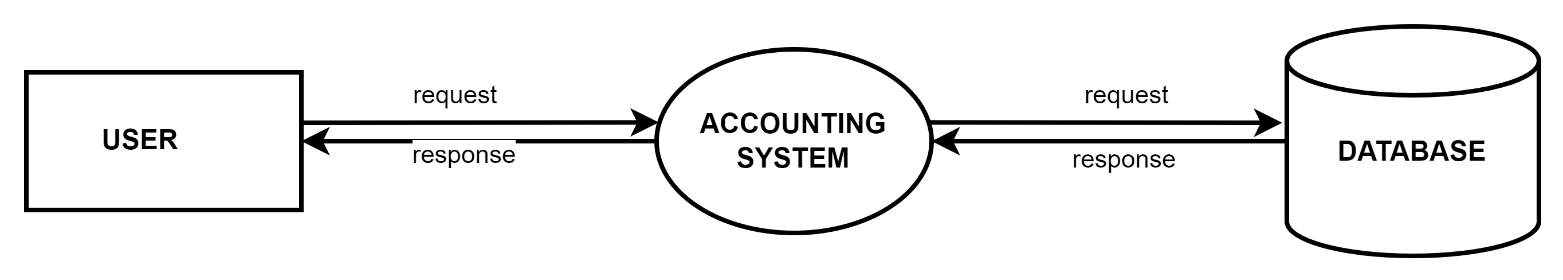 USER
request
response
ACCOUNTING
SYSTEM
request
response
DATABASE